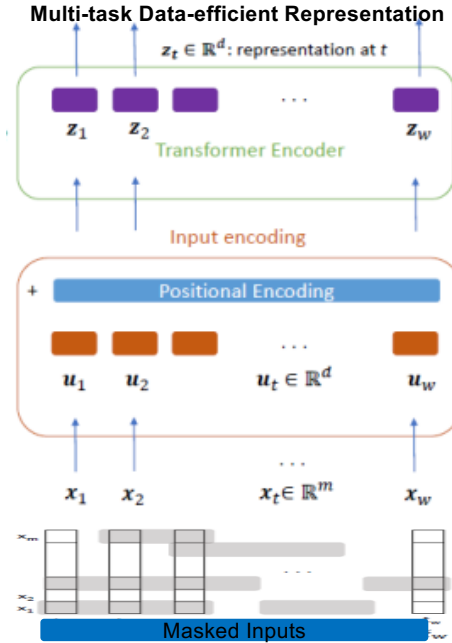 Multi-task Data-efficient Representation
z_t ∈ ℝ^d: representation at t
. . .
z_1 z_2 z_w
Transformer Encoder
Input encoding
+ Positional Encoding
. . .
u_1 u_2 u_t ∈ ℝ^d u_w
. . .
x_1 x_2 x_t ∈ ℝ^m x_w
x_m
. . .
x_2
x_1
Masked Inputs